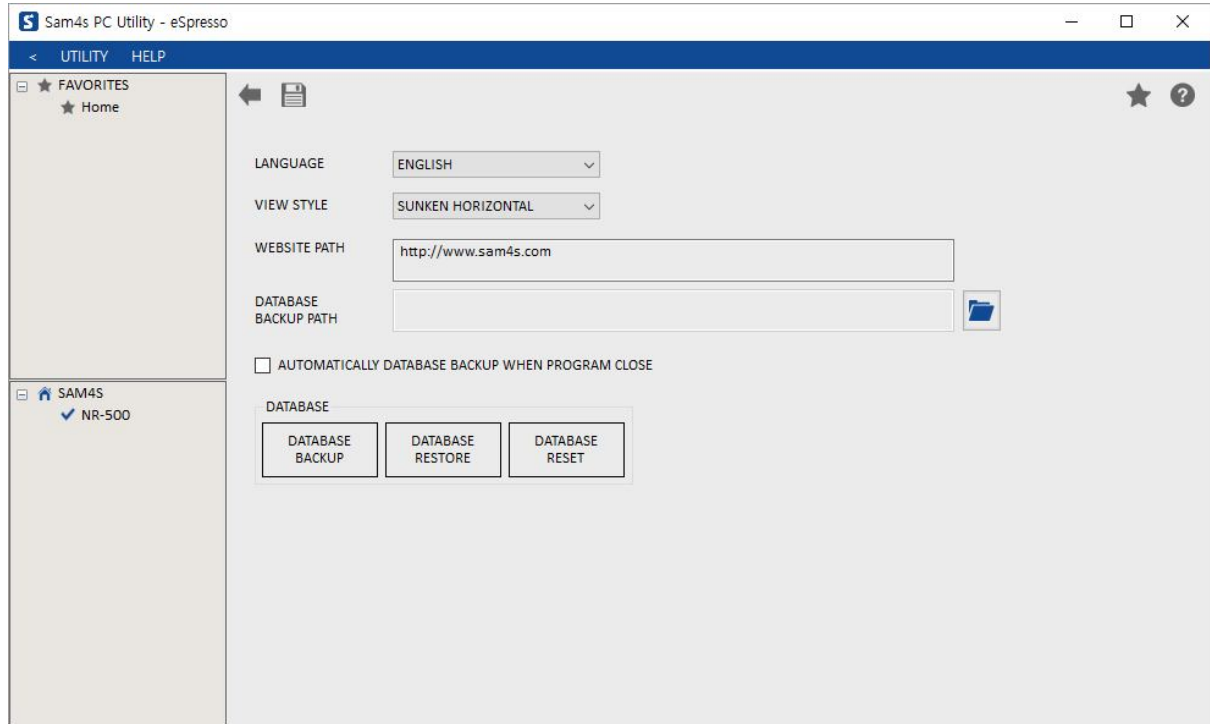 Sam4s PC Utility - eSpresso
< UTILITY HELP
FAVORITES
Home
LANGUAGE ENGLISH
VIEW STYLE SUNKEN HORIZONTAL
WEBSITE PATH http://www.sam4s.com
DATABASE
BACKUP PATH
AUTOMATICALLY DATABASE BACKUP WHEN PROGRAM CLOSE
SAM4S
NR-500
DATABASE
DATABASE
BACKUP
DATABASE
RESTORE
DATABASE
RESET